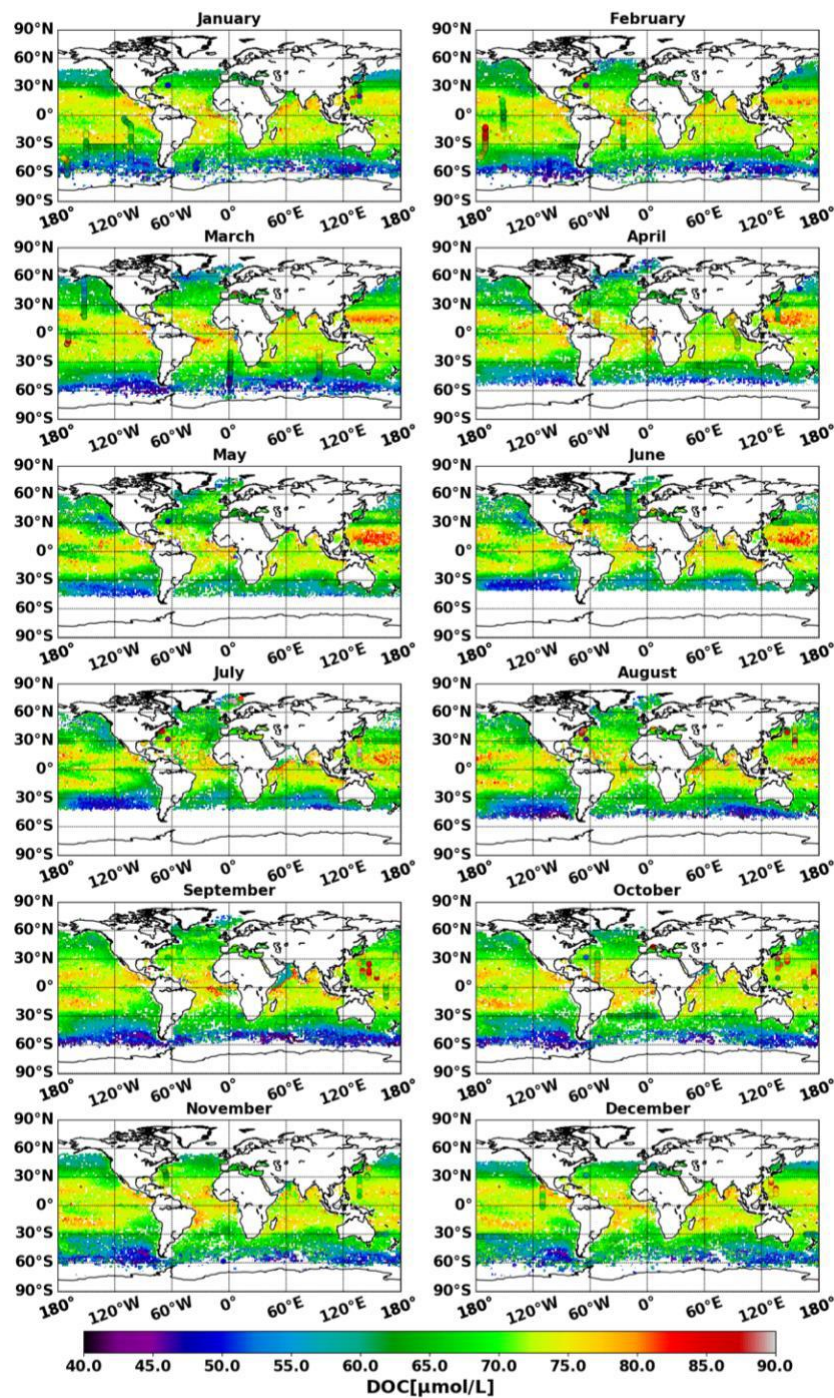 January February
90°N 90°N
60°N 60°N
30°N 30°N
0° 0°
30°S 30°S
60°S 60°S
90°S 90°S
180° 120°W 60°W 0° 60°E 120°E 180° 180° 120°W 60°W 0° 60°E 120°E 180°
March April
90°N 90°N
60°N 60°N
30°N 30°N
0° 0°
30°S 30°S
60°S 60°S
90°S 90°S
180° 120°W 60°W 0° 60°E 120°E 180° 180° 120°W 60°W 0° 60°E 120°E 180°
May June
90°N 90°N
60°N 60°N
30°N 30°N
0° 0°
30°S 30°S
60°S 60°S
90°S 90°S
180° 120°W 60°W 0° 60°E 120°E 180° 180° 120°W 60°W 0° 60°E 120°E 180°
July August
90°N 90°N
60°N 60°N
30°N 30°N
0° 0°
30°S 30°S
60°S 60°S
90°S 90°S
180° 120°W 60°W 0° 60°E 120°E 180° 180° 120°W 60°W 0° 60°E 120°E 180°
September October
90°N 90°N
60°N 60°N
30°N 30°N
0° 0°
30°S 30°S
60°S 60°S
90°S 90°S
180° 120°W 60°W 0° 60°E 120°E 180° 180° 120°W 60°W 0° 60°E 120°E 180°
November December
90°N 90°N
60°N 60°N
30°N 30°N
0° 0°
30°S 30°S
60°S 60°S
90°S 90°S
180° 120°W 60°W 0° 60°E 120°E 180° 180° 120°W 60°W 0° 60°E 120°E 180°
40.0 45.0 50.0 55.0 60.0 65.0 70.0 75.0 80.0 85.0 90.0
DOC[μmol/L]